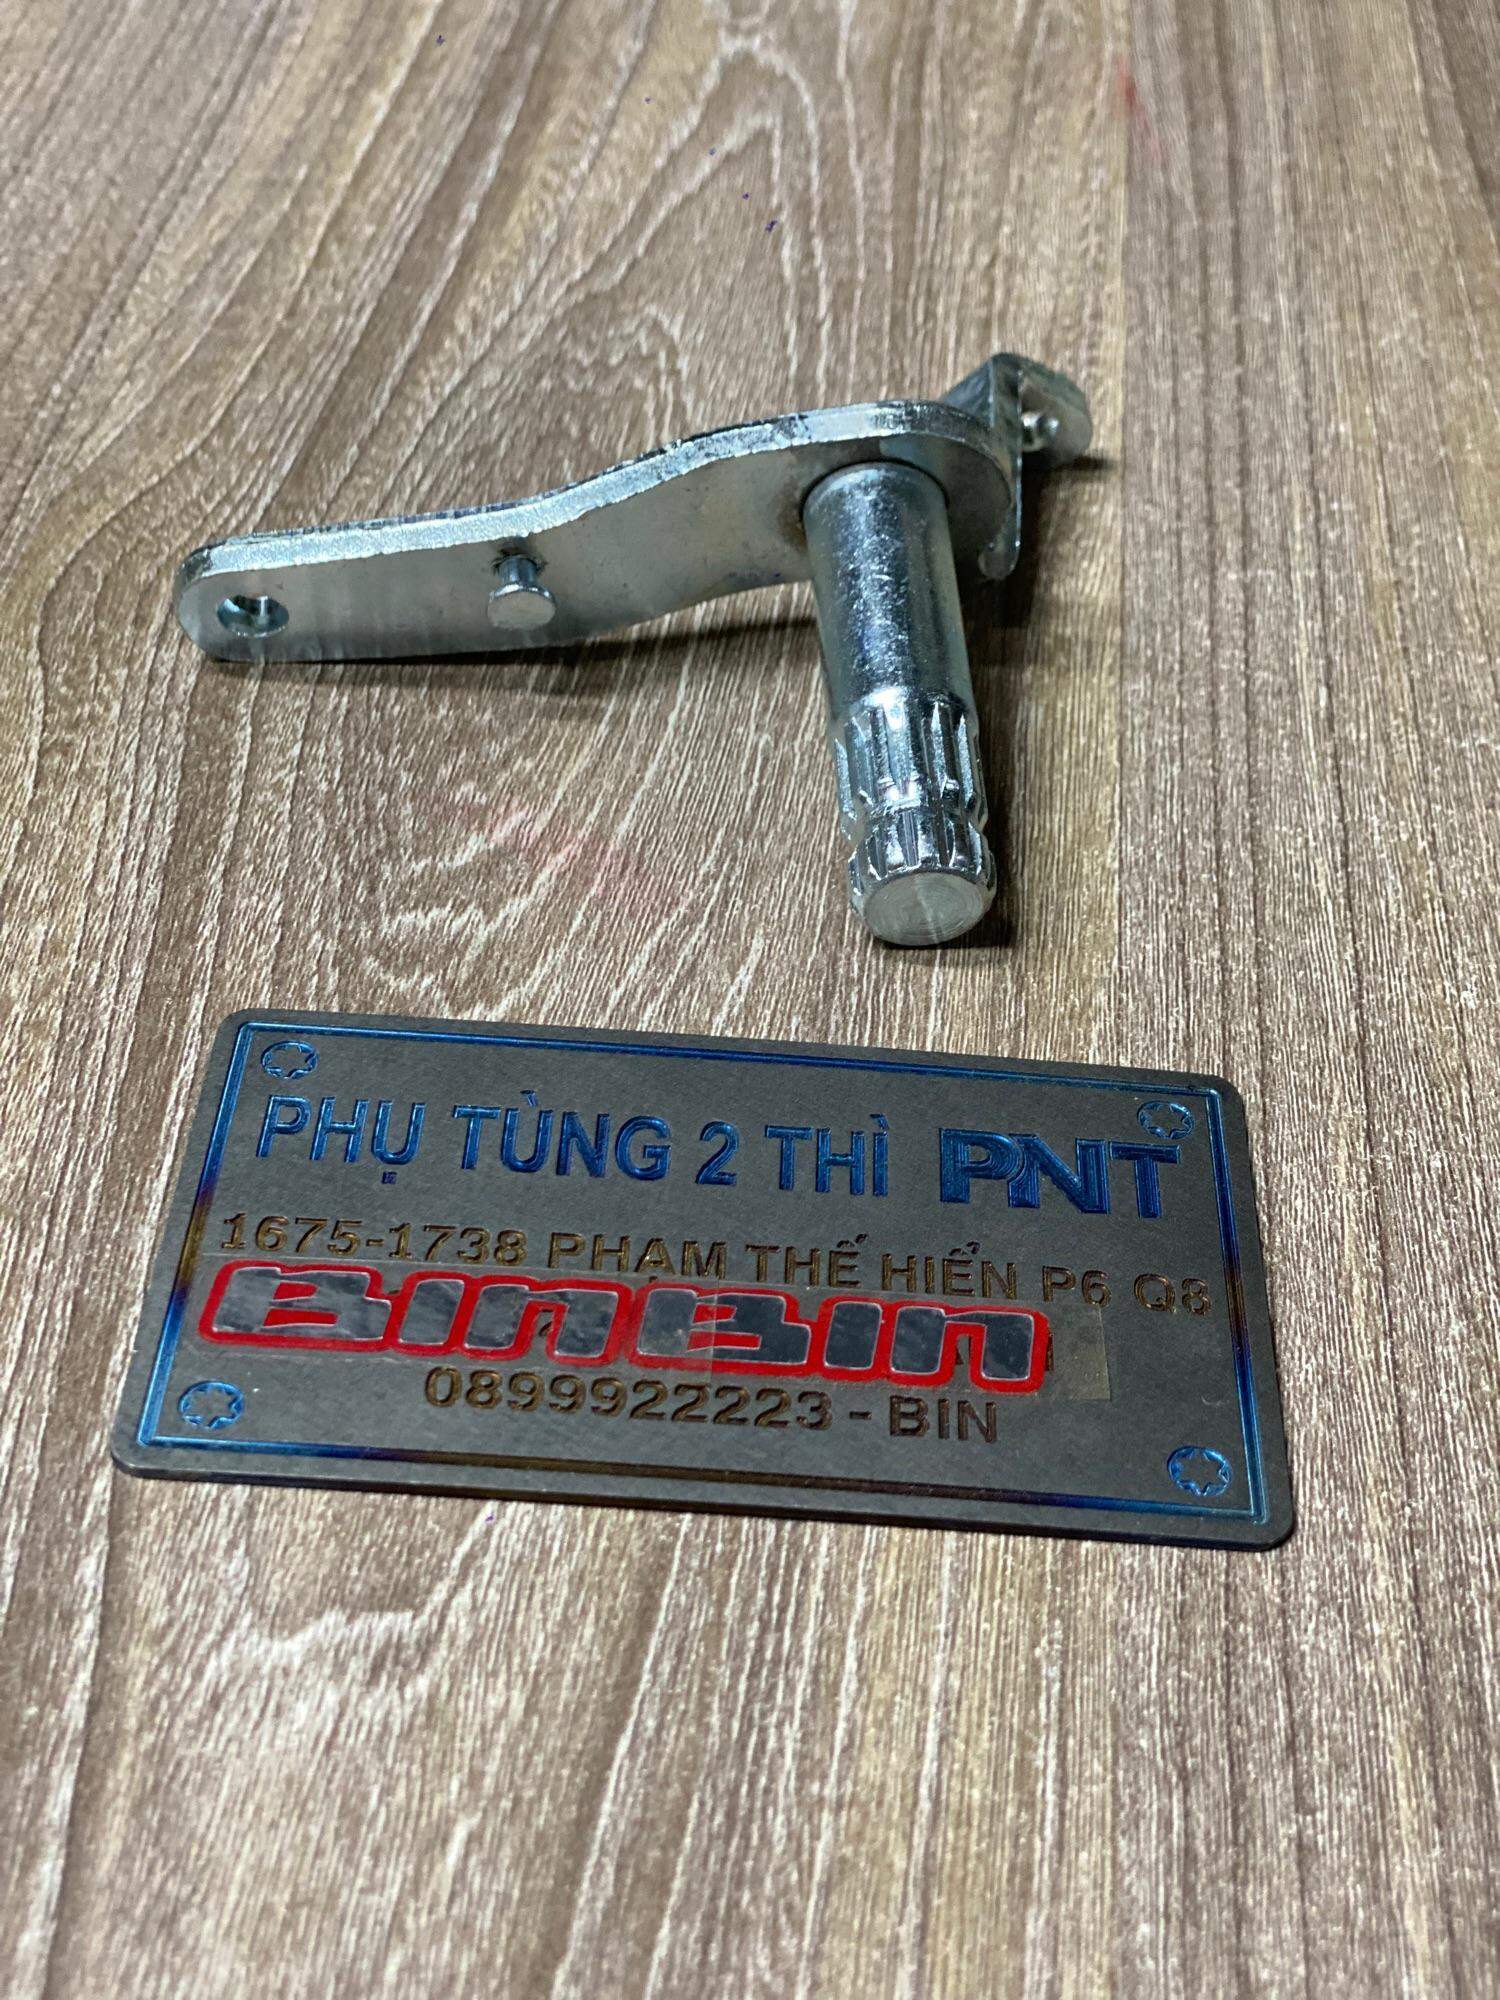 PHỤ TÙNG 2 THÌ PNT
1675-1738 PHẠM THẾ HIỂN P6 Q8
BINBIN
0899922223 - BIN